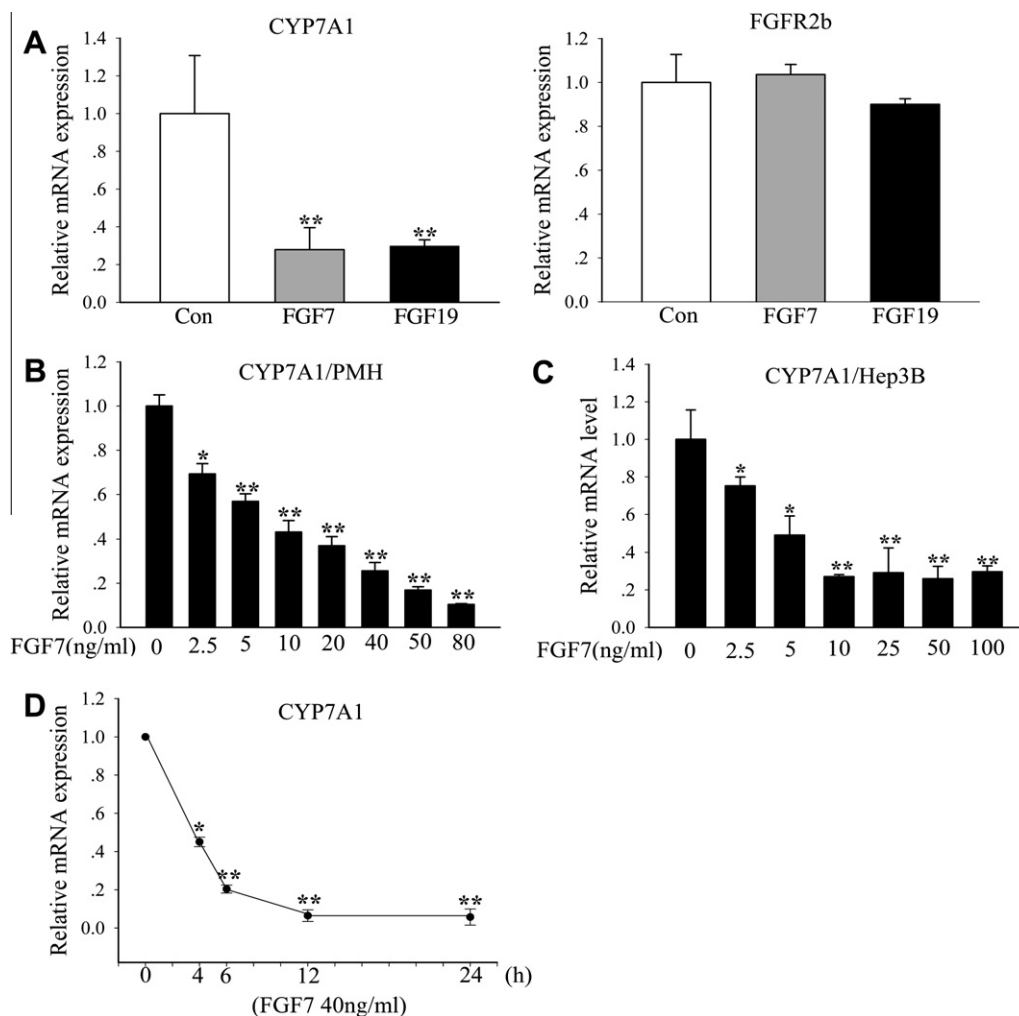 A
CYP7A1
Relative mRNA expression
1.4
1.2
1.0
.8
.6
.4
.2
0.0
** **
Con FGF7 FGF19
FGFR2b
Relative mRNA expression
1.2
1.0
.8
.6
.4
.2
0.0
Con FGF7 FGF19
B
CYP7A1/PMH
Relative mRNA expression
1.2
1.0
.8
.6
.4
.2
0.0
* ** ** ** ** ** **
FGF7(ng/ml) 0 2.5 5 10 20 40 50 80
C
CYP7A1/Hep3B
Relative mRNA level
1.4
1.2
1.0
.8
.6
.4
.2
0.0
* * ** ** ** **
FGF7(ng/ml) 0 2.5 5 10 25 50 100
D
CYP7A1
Relative mRNA expression
1.2
1.0
.8
.6
.4
.2
0.0
* ** ** **
0 4 6 12 24 (h)
(FGF7 40ng/ml)